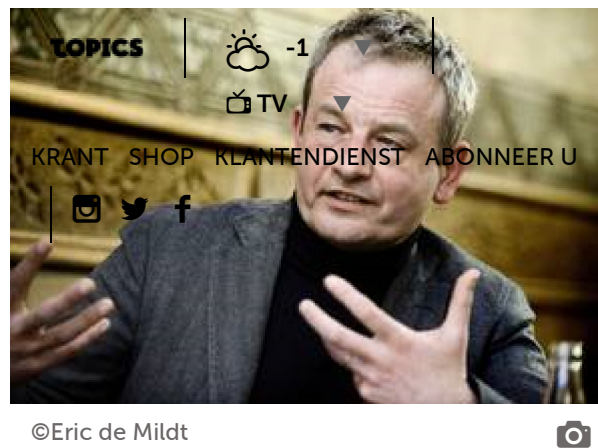 TOPICS
-1
TV
KRANT SHOP KLANTENDIENST ABONNEER U
©Eric de Mildt